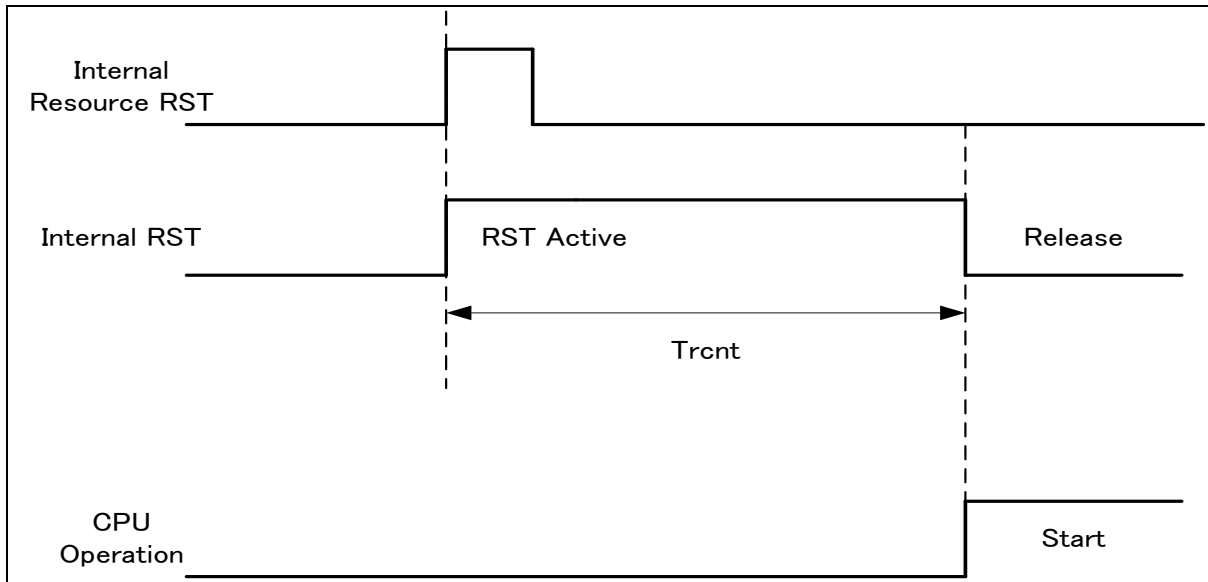 Internal
Resource RST
Internal RST
RST Active
Release
Trcnt
CPU
Operation
Start